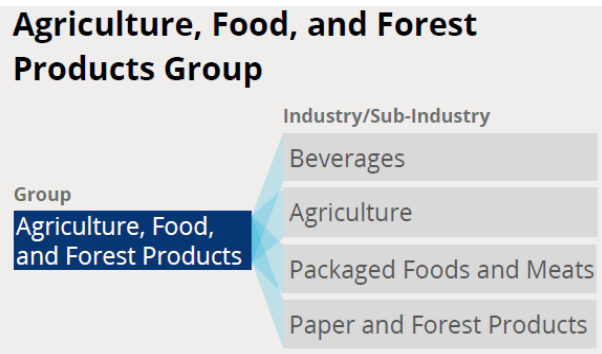 Agriculture, Food, and Forest
Products Group
Industry/Sub-Industry
Beverages
Group
Agriculture, Food,
and Forest Products
Agriculture
Packaged Foods and Meats
Paper and Forest Products